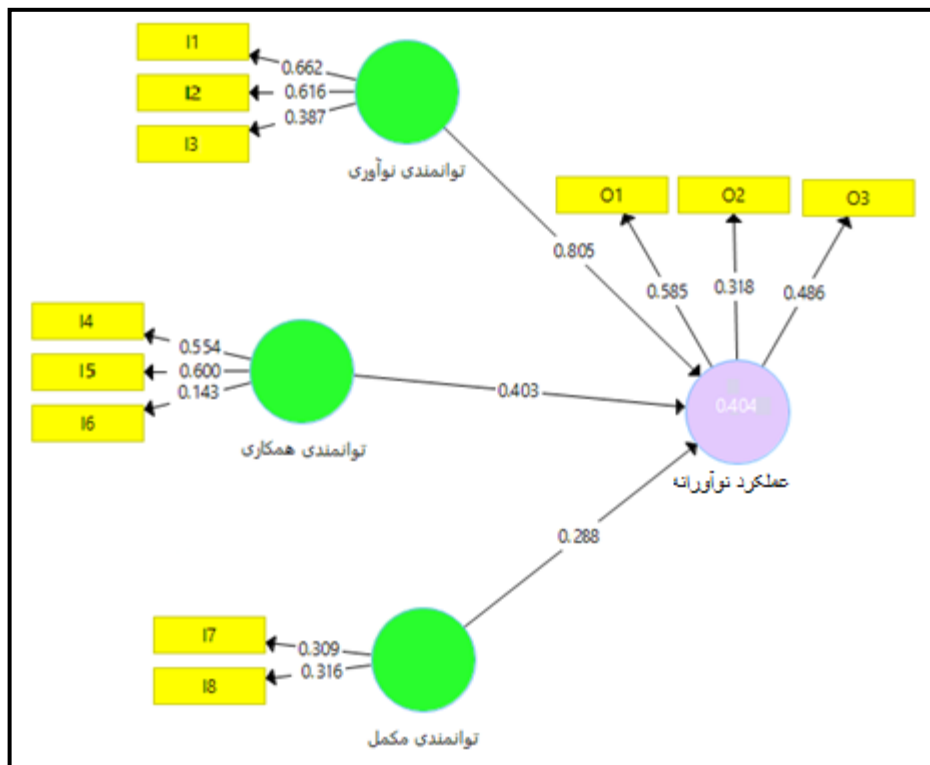 I1
0.662
I2
0.616
I3
0.387
توانمندی نوآوری
O1
O2
O3
0.805
0.585
0.318
0.486
I4
0.554
I5
0.600
I6
0.143
توانمندی همکاری
0.403
0.404
عملکرد نوآورانه
0.288
I7
0.309
I8
0.316
توانمندی مکمل